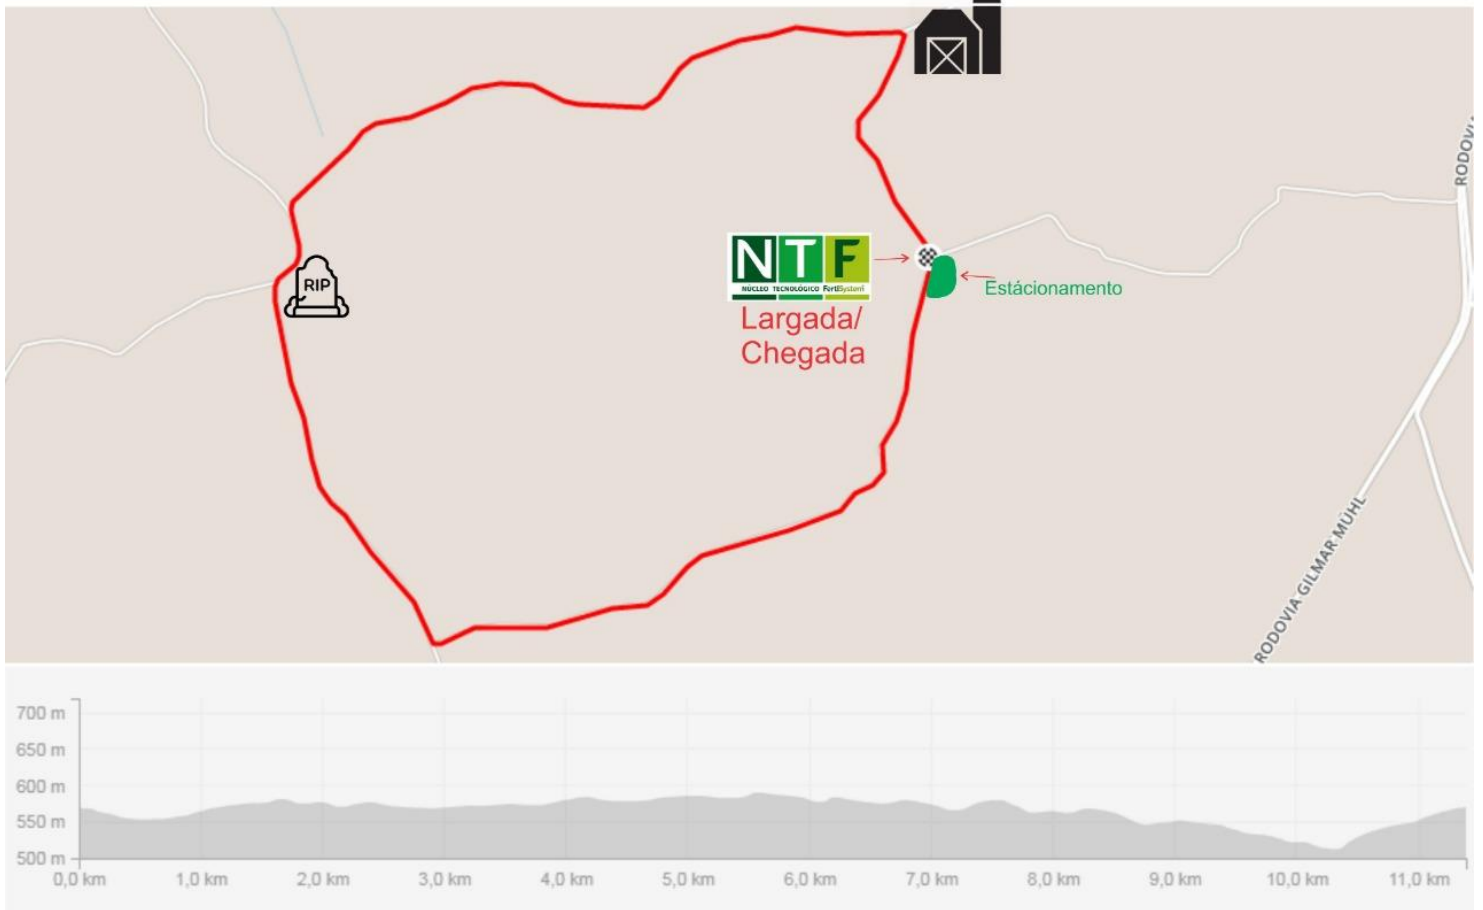 RODOVIA
RIP
NTF
NÚCLEO TECNOLÓGICO FertiSystem
Largada/
Chegada
Estácionamento
RODOVIA GILMAR MÜHL
700 m
650 m
600 m
550 m
500 m
0,0 km 1,0 km 2,0 km 3,0 km 4,0 km 5,0 km 6,0 km 7,0 km 8,0 km 9,0 km 10,0 km 11,0 km